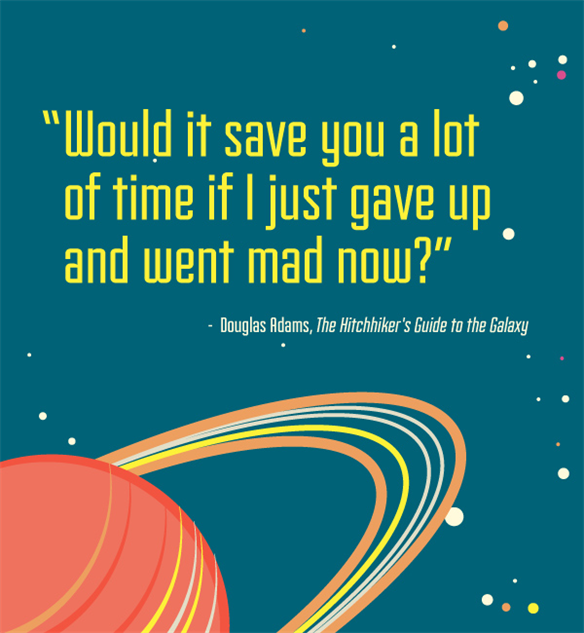 “Would it save you a lot
of time if I just gave up
and went mad now?”
- Douglas Adams, The Hitchhiker's Guide to the Galaxy